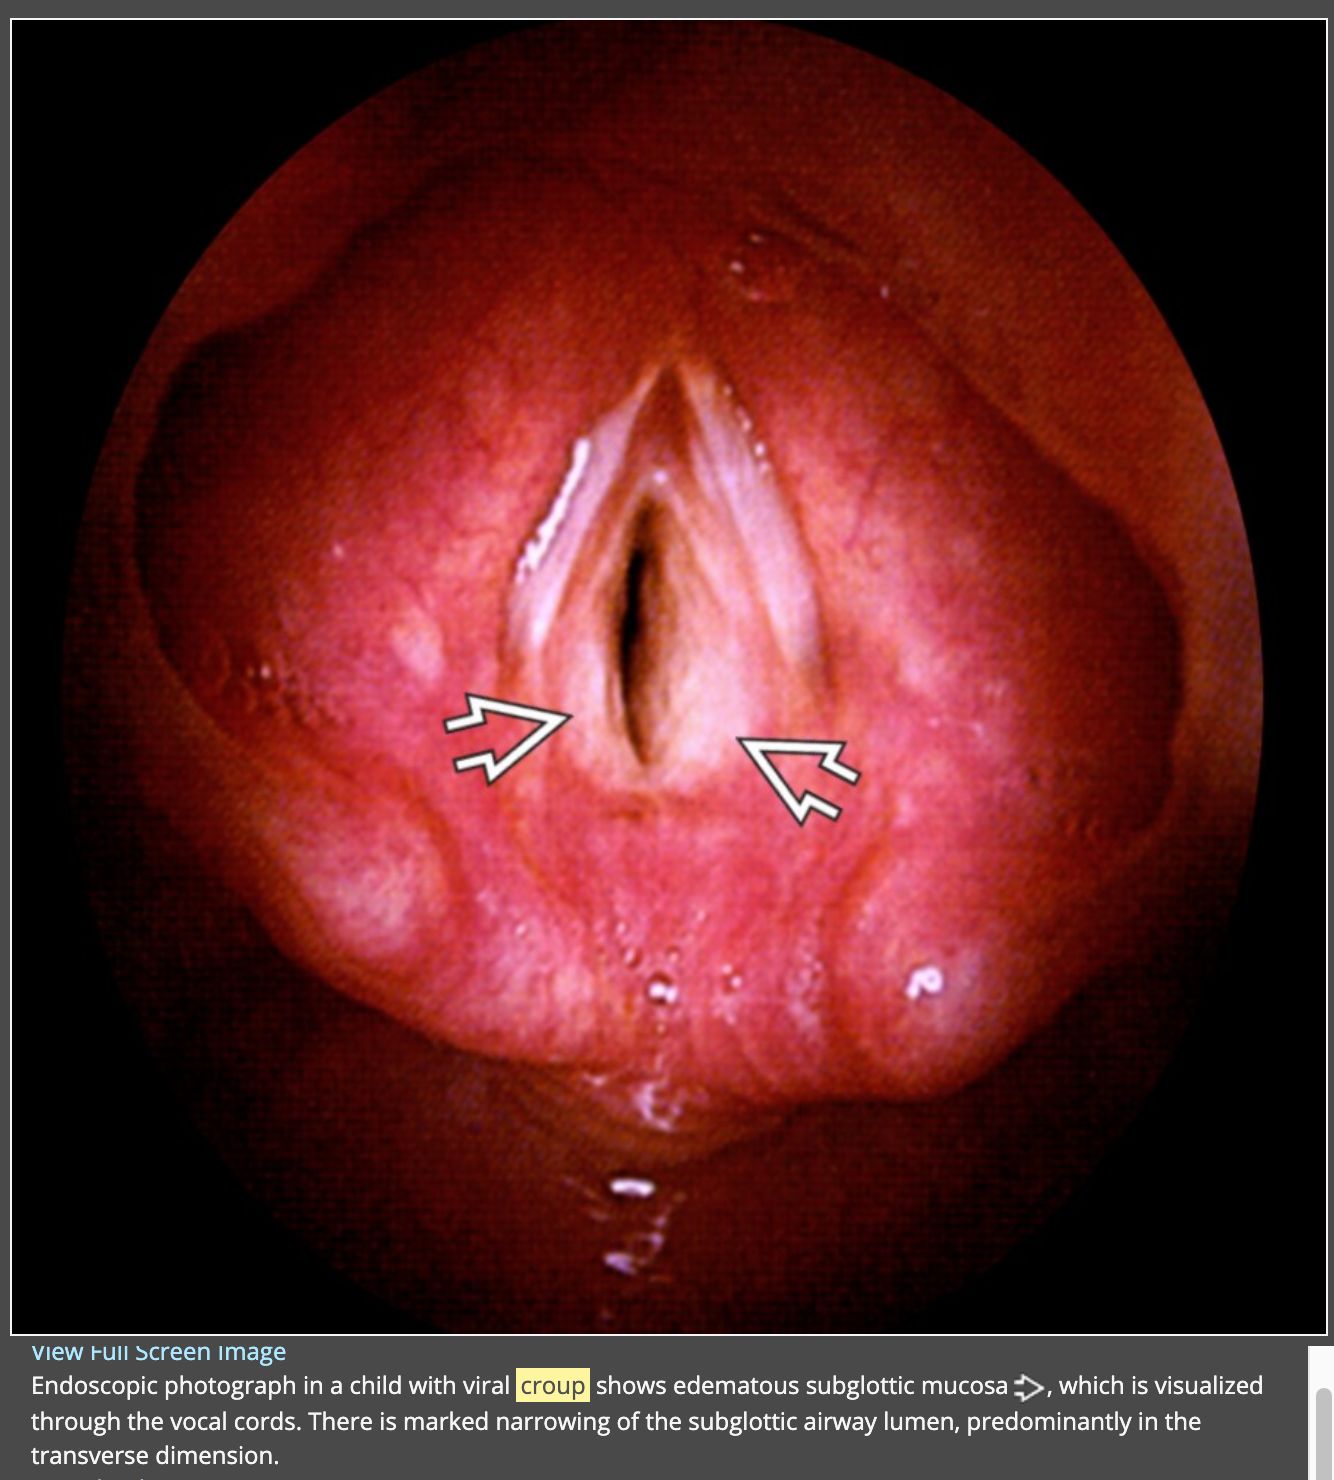 View Full Screen Image
Endoscopic photograph in a child with viral croup shows edematous subglottic mucosa , which is visualized
through the vocal cords. There is marked narrowing of the subglottic airway lumen, predominantly in the
transverse dimension.